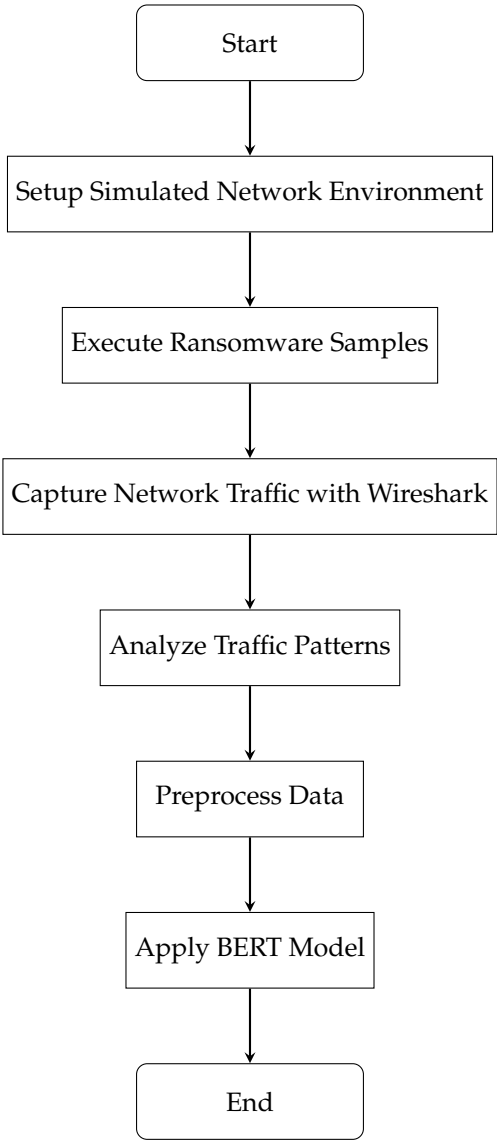 Start
Setup Simulated Network Environment
Execute Ransomware Samples
Capture Network Traffic with Wireshark
Analyze Traffic Patterns
Preprocess Data
Apply BERT Model
End